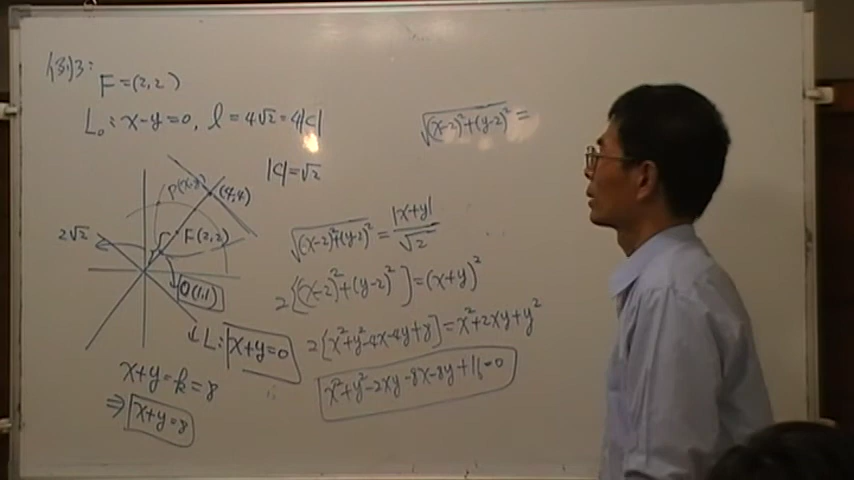 例3:
F=(2,2)
L₀: x-y=0, l=4√2=4|c|
|c|=√2
P(x,y)
(4,4)
F(2,2)
2√2
O(1,1)
L: x+y=0
x+y=k=8
⇒ x+y=8
√((x-2)²+(y-2)²) = |x+y|/√2
2[(x-2)²+(y-2)²]=(x+y)²
2[x²+y²-4x-4y+8]=x²+2xy+y²
x²+y²-2xy-8x-8y+16=0
√((x-2)²+(y-2)²) =